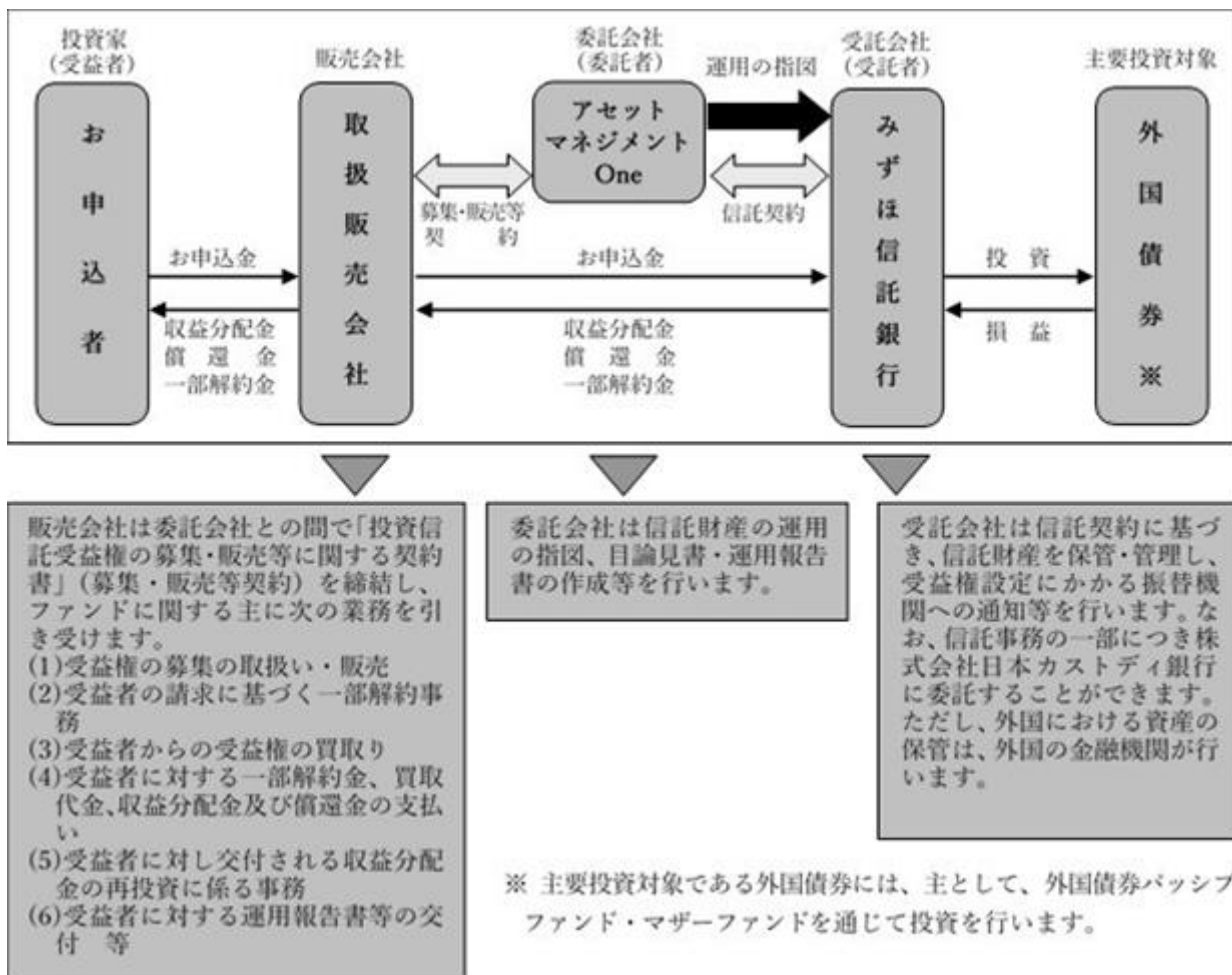 投資家
(受益者)
販売会社
委託会社
(委託者)
運用の指図
受託会社
(受託者)
主要投資対象
お申込者
取扱販売会社
アセット
マネジメント
One
みずほ信託銀行
外国債券※
募集・販売等
契　　約
信託契約
お申込金
収益分配金
償　還　金
一部解約金
お申込金
収益分配金
償　還　金
一部解約金
投　資
損　益
販売会社は委託会社との間で「投資信
託受益権の募集・販売等に関する契約
書」（募集・販売等契約）を締結し、
ファンドに関する主に次の業務を引
き受けます。
(1)受益権の募集の取扱い・販売
(2)受益者の請求に基づく一部解約事
務
(3)受益者からの受益権の買取り
(4)受益者に対する一部解約金、買取
代金、収益分配金及び償還金の支払
い
(5)受益者に対し交付される収益分配
金の再投資に係る事務
(6)受益者に対する運用報告書等の交
付　等
委託会社は信託財産の運用
の指図、目論見書・運用報告
書の作成等を行います。
受託会社は信託契約に基づ
き、信託財産を保管・管理し、
受益権設定にかかる振替機
関への通知等を行います。な
お、信託事務の一部につき株
式会社日本カストディ銀行
に委託することができます。
ただし、外国における資産の
保管は、外国の金融機関が行
います。
※ 主要投資対象である外国債券には、主として、外国債券パッシブ
ファンド・マザーファンドを通じて投資を行います。